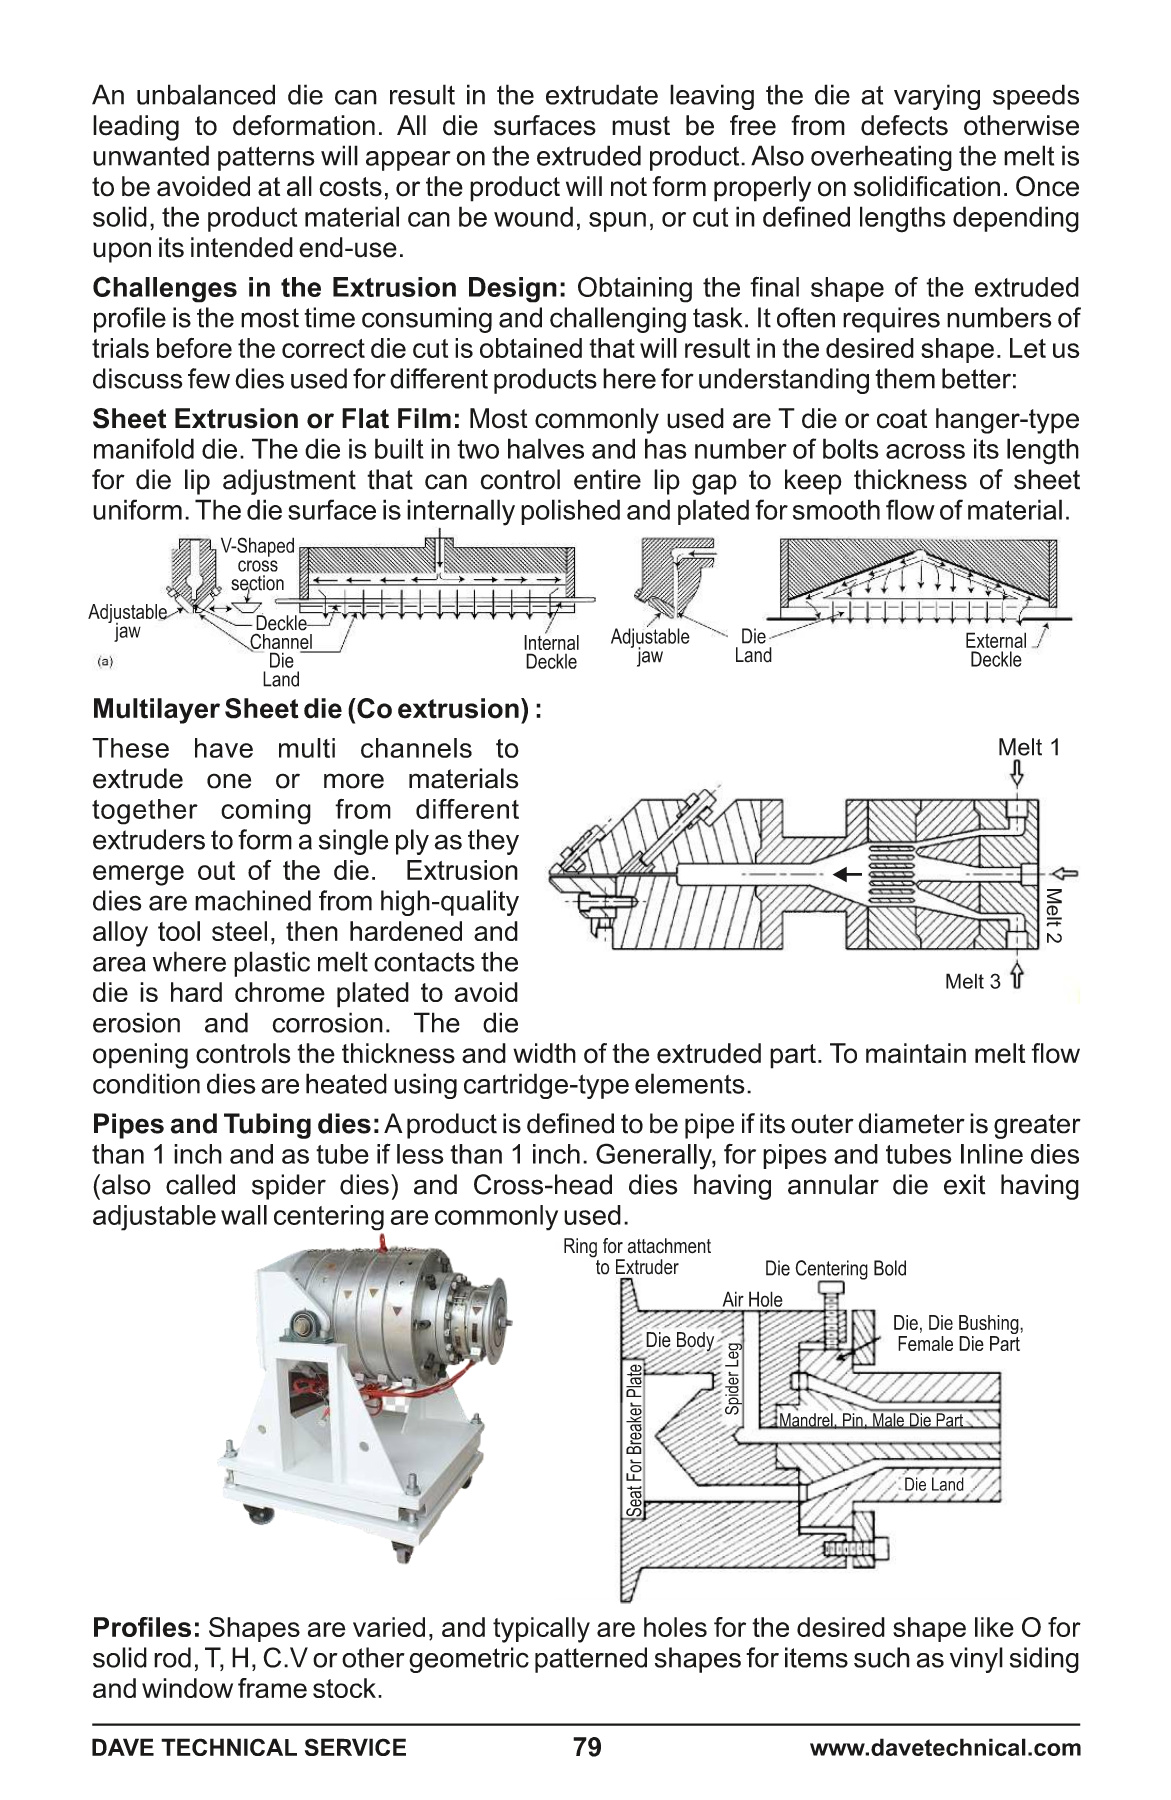 An unbalanced die can result in the extrudate leaving the die at varying speeds
leading to deformation. All die surfaces must be free from defects otherwise
unwanted patterns will appear on the extruded product. Also overheating the melt is
to be avoided at all costs, or the product will not form properly on solidification. Once
solid, the product material can be wound, spun, or cut in defined lengths depending
upon its intended end-use.
Challenges in the Extrusion Design: Obtaining the final shape of the extruded
profile is the most time consuming and challenging task. It often requires numbers of
trials before the correct die cut is obtained that will result in the desired shape. Let us
discuss few dies used for different products here for understanding them better:
Sheet Extrusion or Flat Film: Most commonly used are T die or coat hanger-type
manifold die. The die is built in two halves and has number of bolts across its length
for die lip adjustment that can control entire lip gap to keep thickness of sheet
uniform. The die surface is internally polished and plated for smooth flow of material.
V-Shaped
cross
section
Adjustable
jaw
Deckle
Channel
Die
Land
(a)
Internal
Deckle
Adjustable
jaw
Die
Land
External
Deckle
Multilayer Sheet die (Co extrusion) :
These have multi channels to
extrude one or more materials
together coming from different
extruders to form a single ply as they
emerge out of the die. Extrusion
dies are machined from high-quality
alloy tool steel, then hardened and
area where plastic melt contacts the
die is hard chrome plated to avoid
erosion and corrosion. The die
opening controls the thickness and width of the extruded part. To maintain melt flow
condition dies are heated using cartridge-type elements.
Melt 1
Melt 2
Melt 3
Pipes and Tubing dies: A product is defined to be pipe if its outer diameter is greater
than 1 inch and as tube if less than 1 inch. Generally, for pipes and tubes Inline dies
(also called spider dies) and Cross-head dies having annular die exit having
adjustable wall centering are commonly used.
Ring for attachment
to Extruder
Die Centering Bold
Air Hole
Die, Die Bushing,
Female Die Part
Die Body
Spider Leg
Seat For Breaker Plate
Mandrel, Pin, Male Die Part
Die Land
Profiles: Shapes are varied, and typically are holes for the desired shape like O for
solid rod, T, H, C.V or other geometric patterned shapes for items such as vinyl siding
and window frame stock.
DAVE TECHNICAL SERVICE
79
www.davetechnical.com